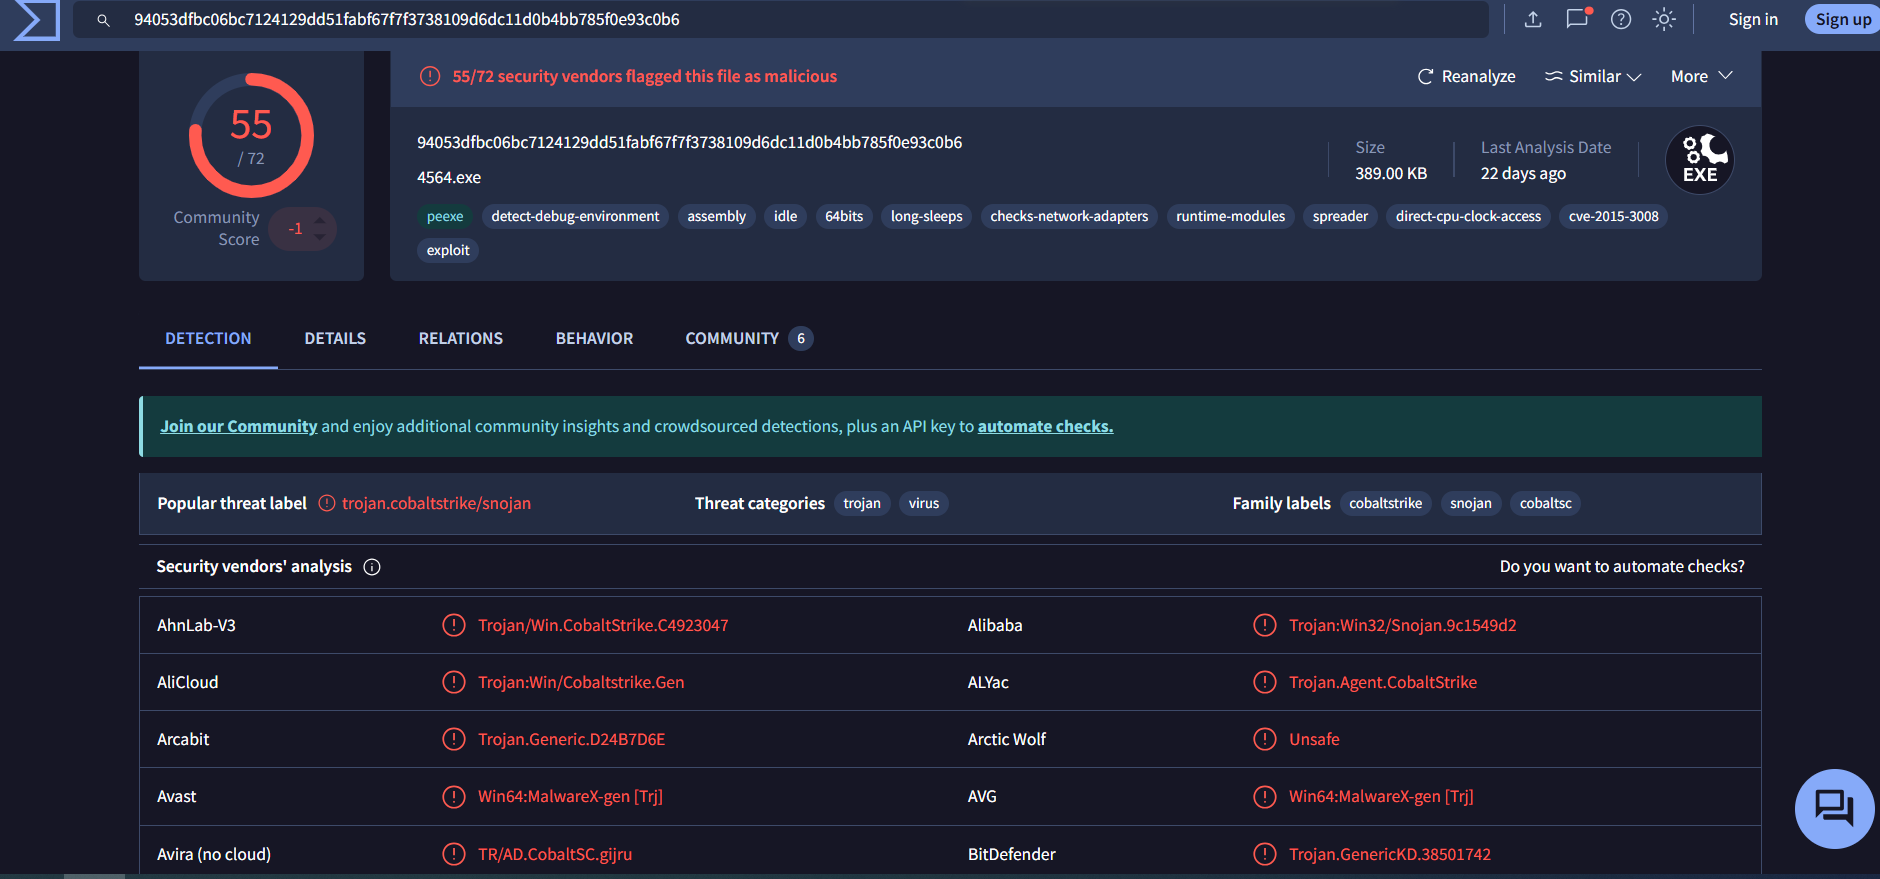 94053dfbc06bc7124129dd51fabf67f7f3738109d6dc11d0b4bb785f0e93c0b6
Sign in
Sign up
55
/ 72
Community Score
-1
55/72 security vendors flagged this file as malicious
Reanalyze
Similar
More
94053dfbc06bc7124129dd51fabf67f7f3738109d6dc11d0b4bb785f0e93c0b6
4564.exe
Size
389.00 KB
Last Analysis Date
22 days ago
EXE
peexe detect-debug-environment assembly idle 64bits long-sleeps checks-network-adapters runtime-modules spreader direct-cpu-clock-access cve-2015-3008
exploit
DETECTION DETAILS RELATIONS BEHAVIOR COMMUNITY 6
Join our Community and enjoy additional community insights and crowdsourced detections, plus an API key to automate checks.
Popular threat label trojan.cobaltstrike/snojan Threat categories trojan virus Family labels cobaltstrike snojan cobaltsc
Security vendors' analysis Do you want to automate checks?
AhnLab-V3 Trojan/Win.CobaltStrike.C4923047 Alibaba Trojan:Win32/Snojan.9c1549d2
AliCloud Trojan:Win/Cobaltstrike.Gen ALYac Trojan.Agent.CobaltStrike
Arcabit Trojan.Generic.D24B7D6E Arctic Wolf Unsafe
Avast Win64:MalwareX-gen [Trj] AVG Win64:MalwareX-gen [Trj]
Avira (no cloud) TR/AD.CobaltSC.gijru BitDefender Trojan.GenericKD.38501742